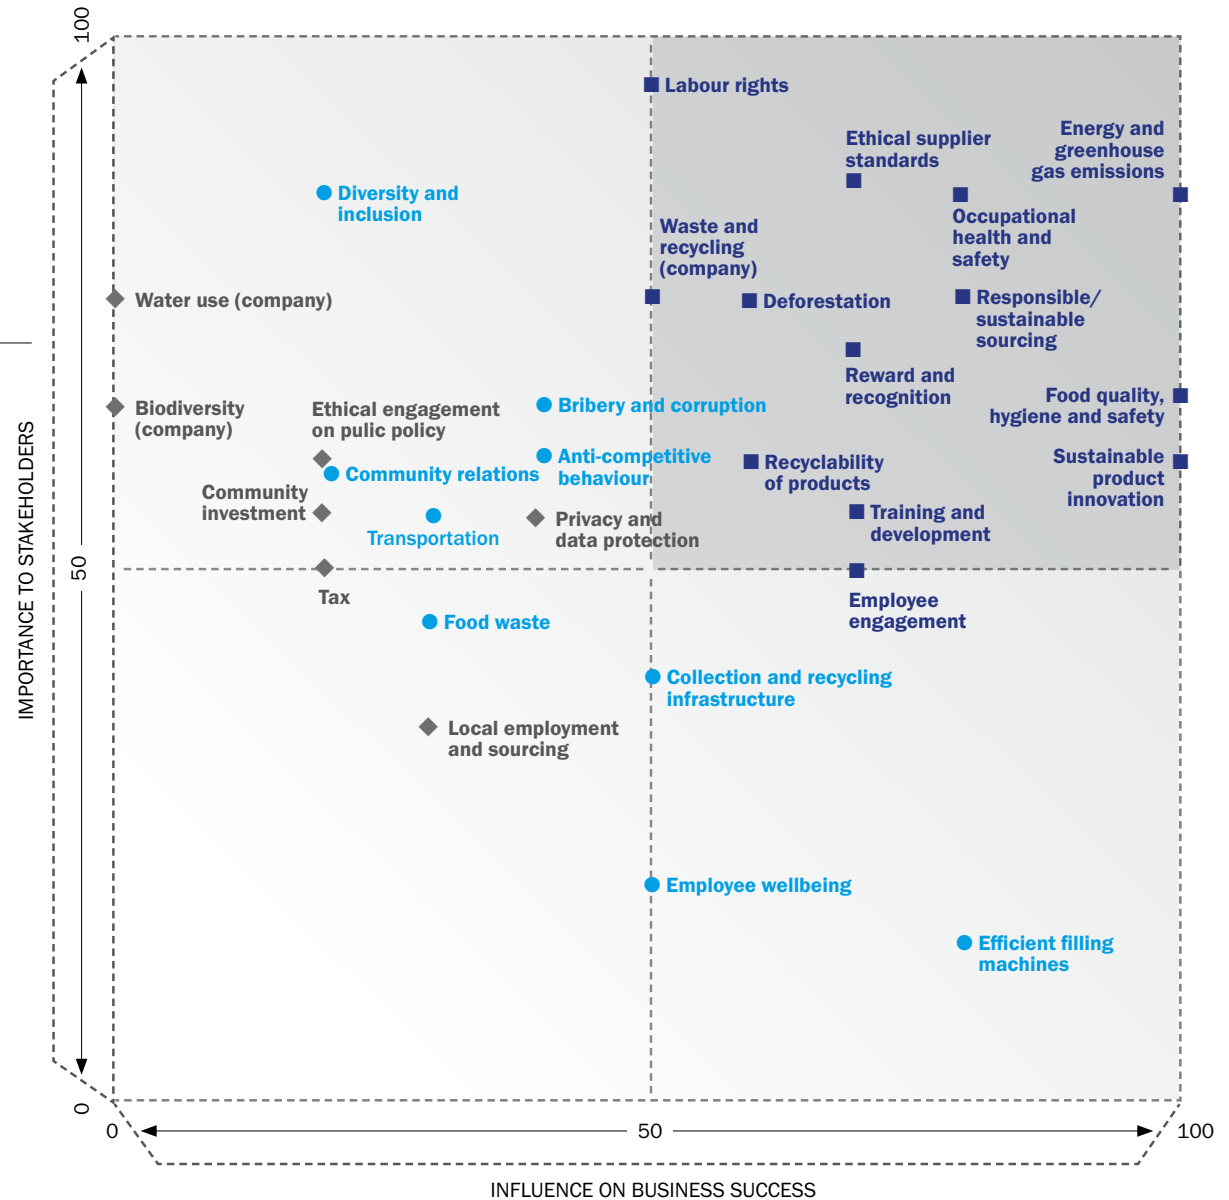 100
Labour rights
Ethical supplier
standards
Energy and
greenhouse
gas emissions
Diversity and
inclusion
Occupational
health and
safety
Waste and
recycling
(company)
Water use (company)
Deforestation
Responsible/
sustainable
sourcing
Reward and
recognition
Food quality,
hygiene and safety
Biodiversity
(company)
Ethical engagement
on pulic policy
Bribery and corruption
Anti-competitive
behaviour
Community relations
Recyclability
of products
Sustainable
product
innovation
Community
investment
Transportation
Privacy and
data protection
Training and
development
50
Tax
Employee
engagement
Food waste
Collection and recycling
infrastructure
Local employment
and sourcing
Employee wellbeing
Efficient filling
machines
IMPORTANCE TO STAKEHOLDERS
0
0
50
100
INFLUENCE ON BUSINESS SUCCESS